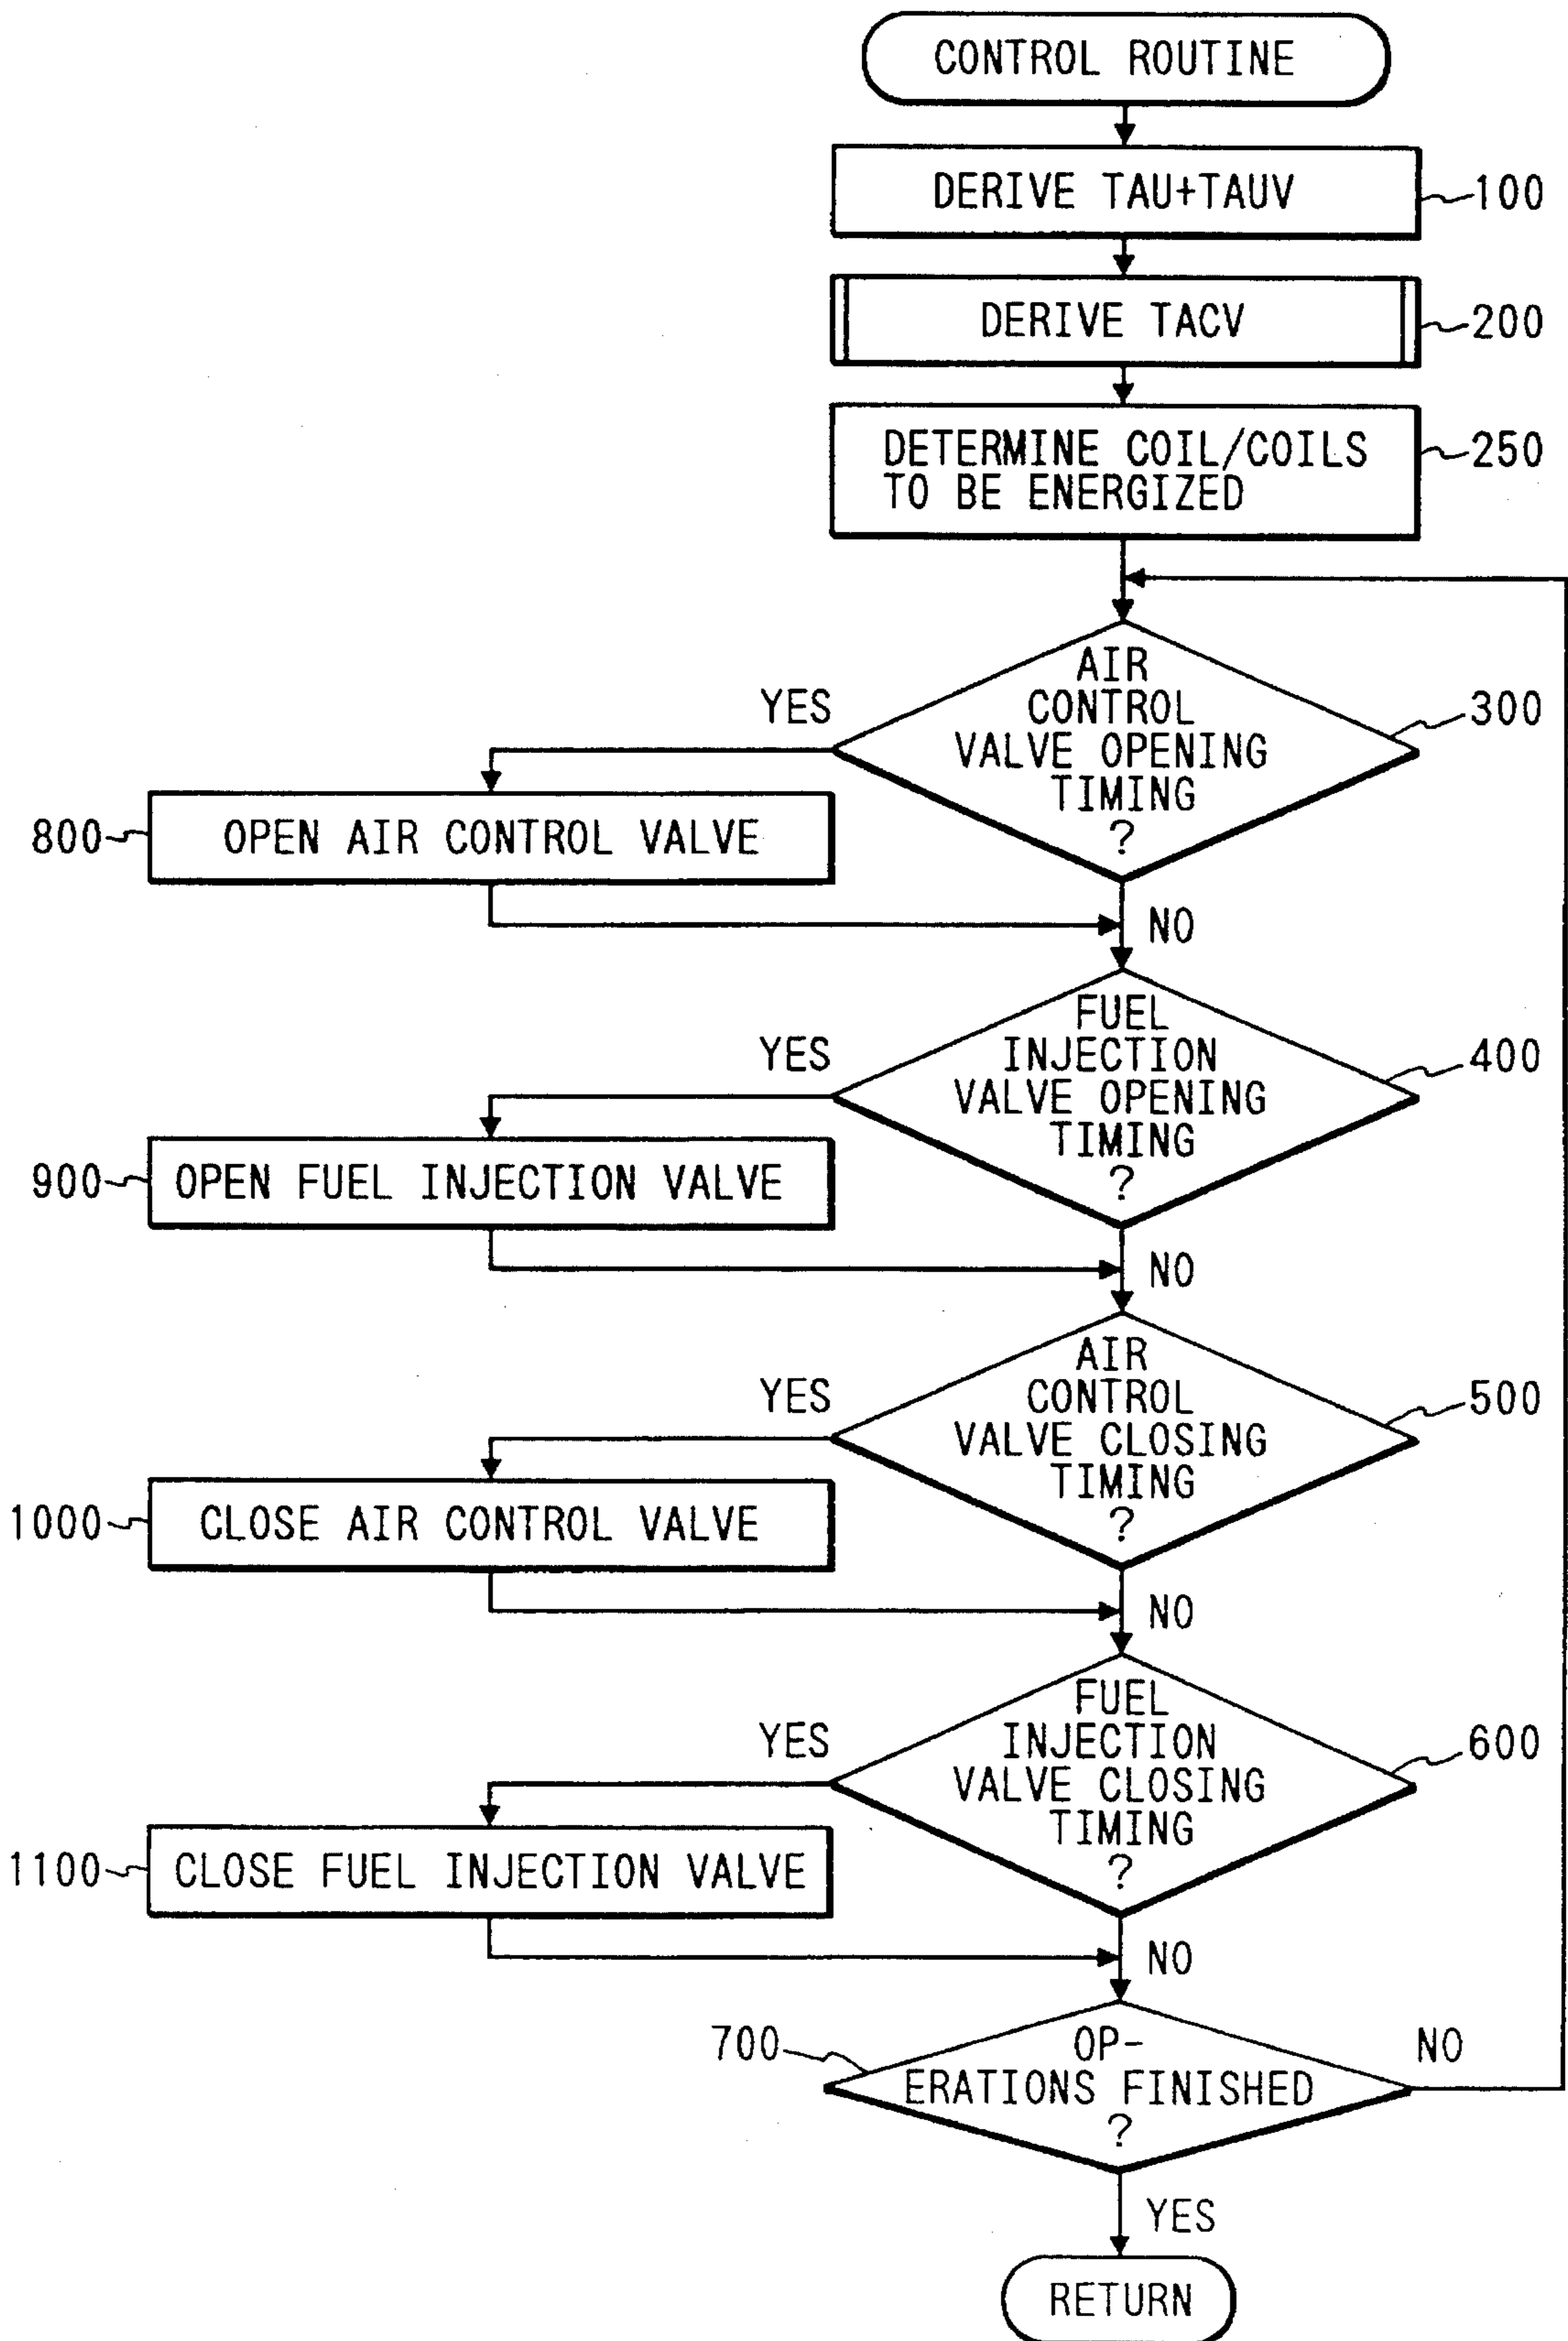 CONTROL ROUTINE
DERIVE TAU+TAUV
100
DERIVE TACV
200
DETERMINE COIL/COILS
TO BE ENERGIZED
250
AIR
CONTROL
VALVE OPENING
TIMING
?
300
YES
800
OPEN AIR CONTROL VALVE
NO
FUEL
INJECTION
VALVE OPENING
TIMING
?
400
YES
900
OPEN FUEL INJECTION VALVE
NO
AIR
CONTROL
VALVE CLOSING
TIMING
?
500
YES
1000
CLOSE AIR CONTROL VALVE
NO
FUEL
INJECTION
VALVE CLOSING
TIMING
?
600
YES
1100
CLOSE FUEL INJECTION VALVE
NO
700
OP-
ERATIONS FINISHED
?
NO
YES
RETURN